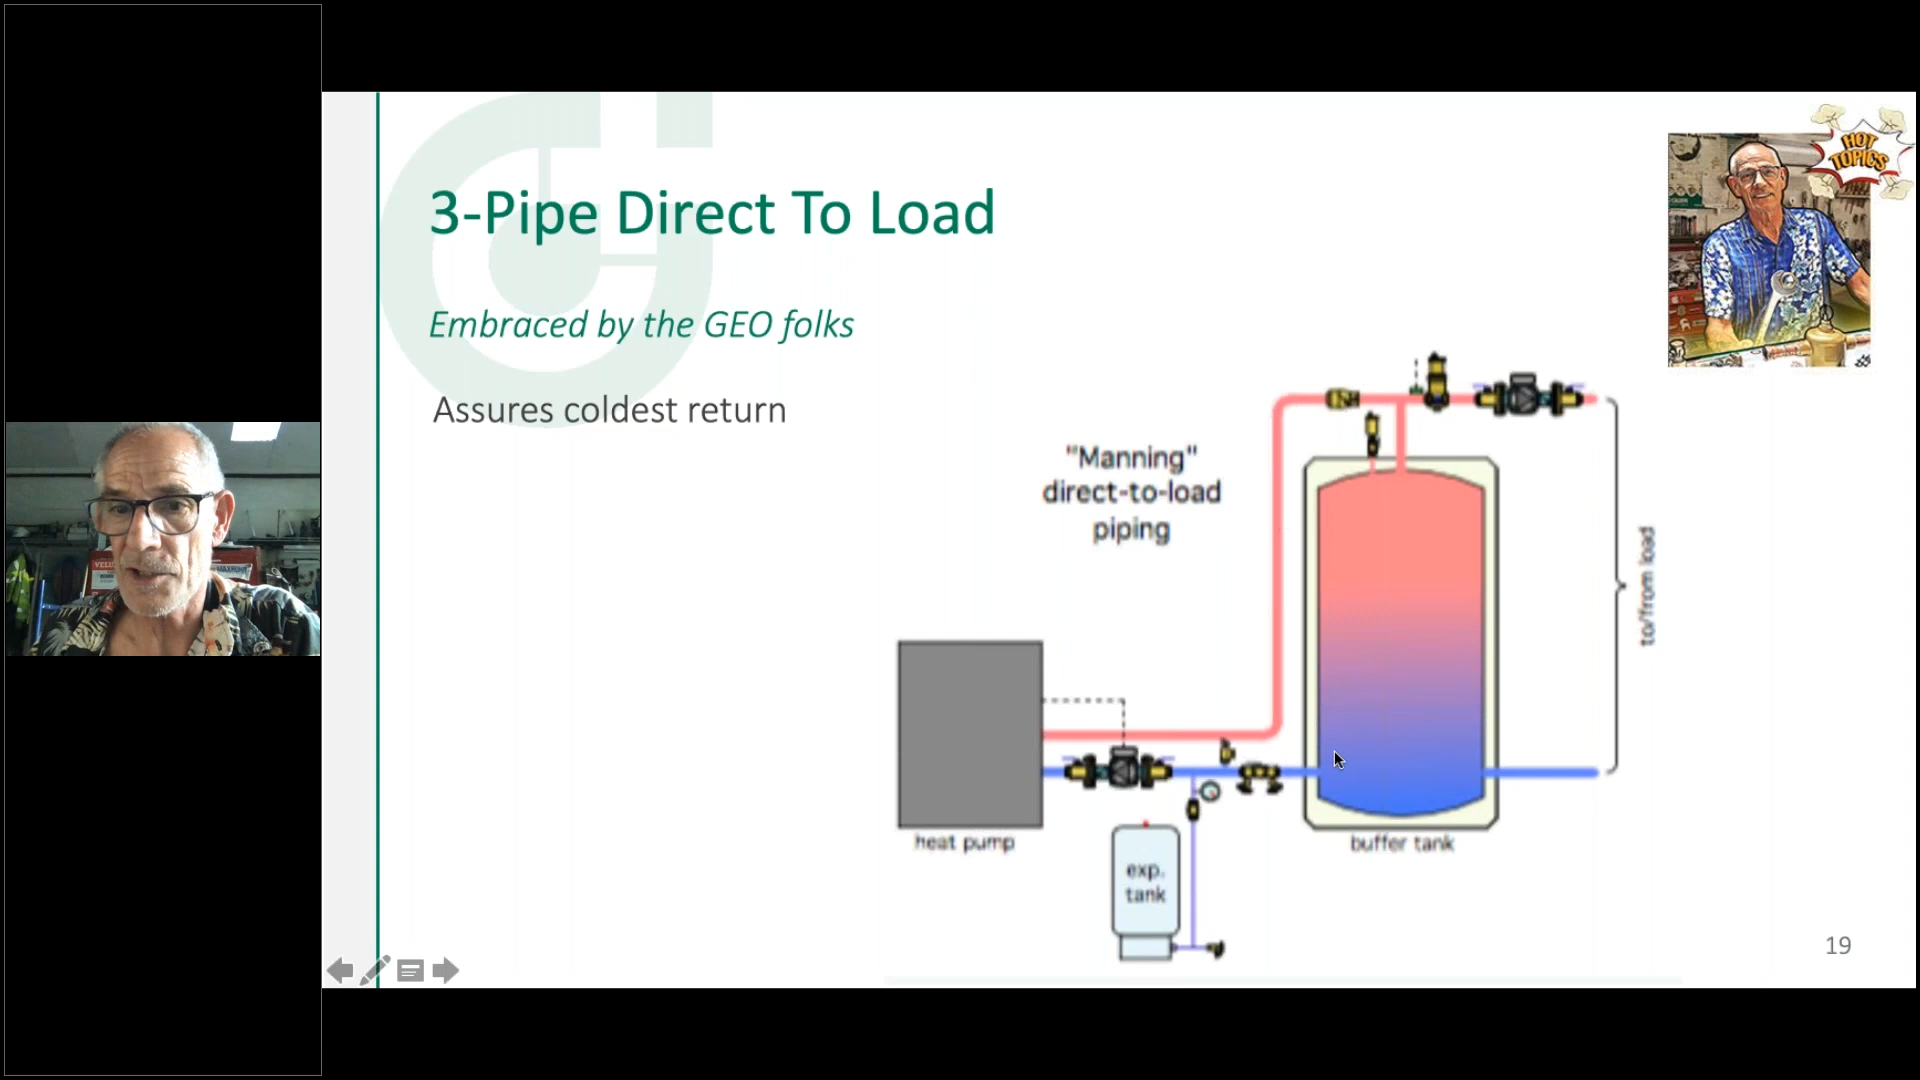 3-Pipe Direct To Load
HOT
TOPICS
Embraced by the GEO folks
Assures coldest return
"Manning"
direct-to-load
piping
to/from load
heat pump
exp.
tank
buffer tank
19